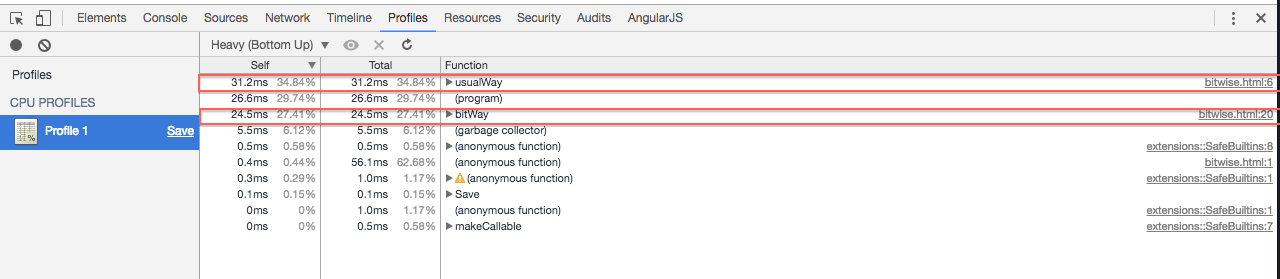 Elements Console Sources Network Timeline Profiles Resources Security Audits AngularJS
Heavy (Bottom Up) ▼
Profiles
CPU PROFILES
Profile 1 Save
%
Self ▼ Total Function
31.2ms 34.84% 31.2ms 34.84% ▶usualWay bitwise.html:6
26.6ms 29.74% 26.6ms 29.74% (program)
24.5ms 27.41% 24.5ms 27.41% ▶bitWay bitwise.html:20
5.5ms 6.12% 5.5ms 6.12% (garbage collector)
0.5ms 0.58% 0.5ms 0.58% ▶(anonymous function) extensions::SafeBuiltins:8
0.4ms 0.44% 56.1ms 62.68% (anonymous function) bitwise.html:1
0.3ms 0.29% 1.0ms 1.17% ▶(anonymous function) extensions::SafeBuiltins:1
0.1ms 0.15% 0.1ms 0.15% ▶Save
0ms 0% 1.0ms 1.17% (anonymous function) extensions::SafeBuiltins:1
0ms 0% 0.5ms 0.58% ▶makeCallable extensions::SafeBuiltins:7